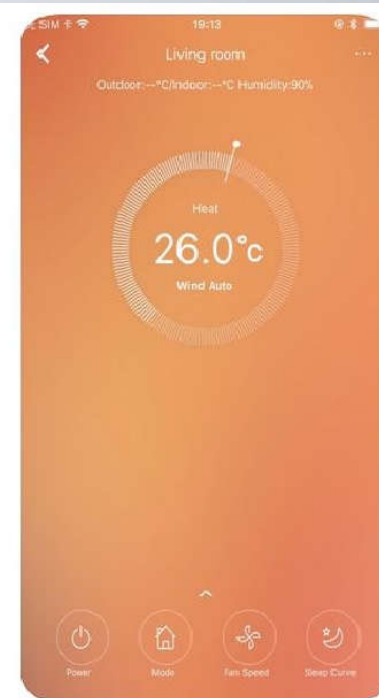 SIM 19:13
Living room
Outdoor:--°C/Indoor:--°C Humidity:90%
Heat
26.0°c
Wind Auto
Power Mode Fan Speed Sleep Curve